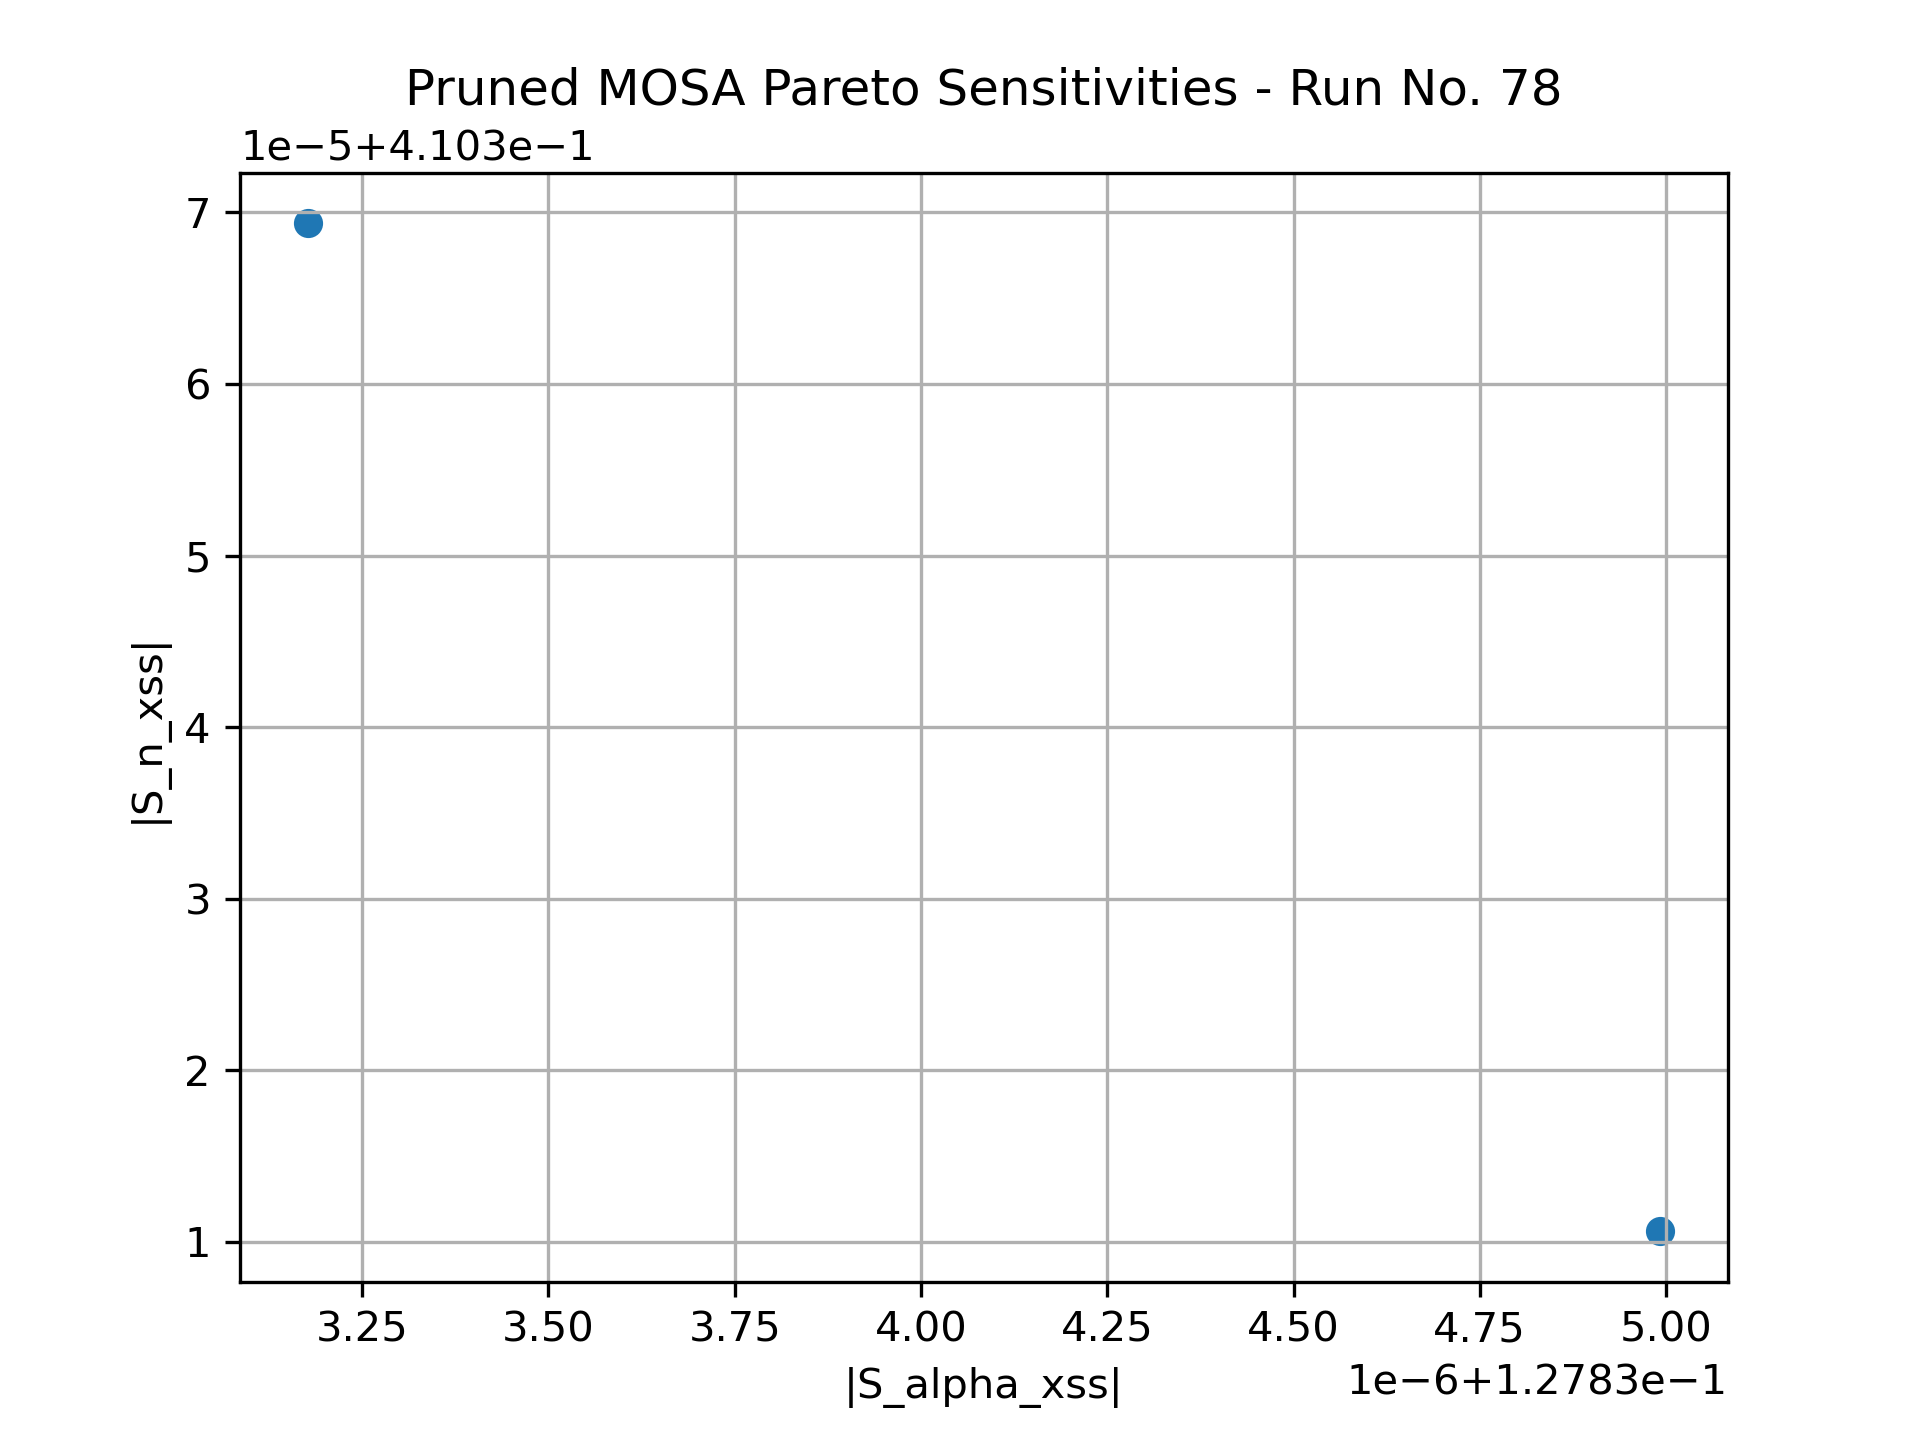 Pruned MOSA Pareto Sensitivities - Run No. 78
1e−5+4.103e−1
7
6
5
4
3
2
1
|S_n_xss|
3.25 3.50 3.75 4.00 4.25 4.50 4.75 5.00
1e−6+1.2783e−1
|S_alpha_xss|